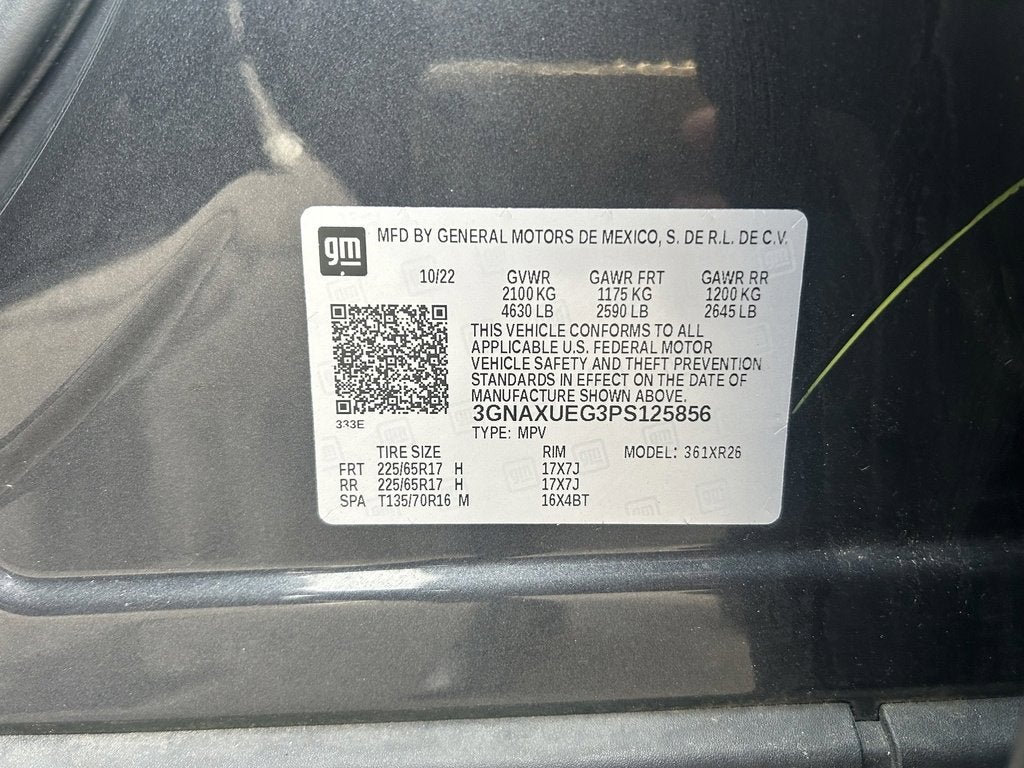 gm MFD BY GENERAL MOTORS DE MEXICO, S. DE R.L. DE C.V.
10/22 GVWR GAWR FRT GAWR RR
2100 KG 1175 KG 1200 KG
4630 LB 2590 LB 2645 LB
THIS VEHICLE CONFORMS TO ALL
APPLICABLE U.S. FEDERAL MOTOR
VEHICLE SAFETY AND THEFT PREVENTION
STANDARDS IN EFFECT ON THE DATE OF
MANUFACTURE SHOWN ABOVE.
3GNAXUEG3PS125856
333E
TYPE: MPV
TIRE SIZE RIM MODEL: 361XR26
FRT 225/65R17 H 17X7J
RR 225/65R17 H 17X7J
SPA T135/70R16 M 16X4BT